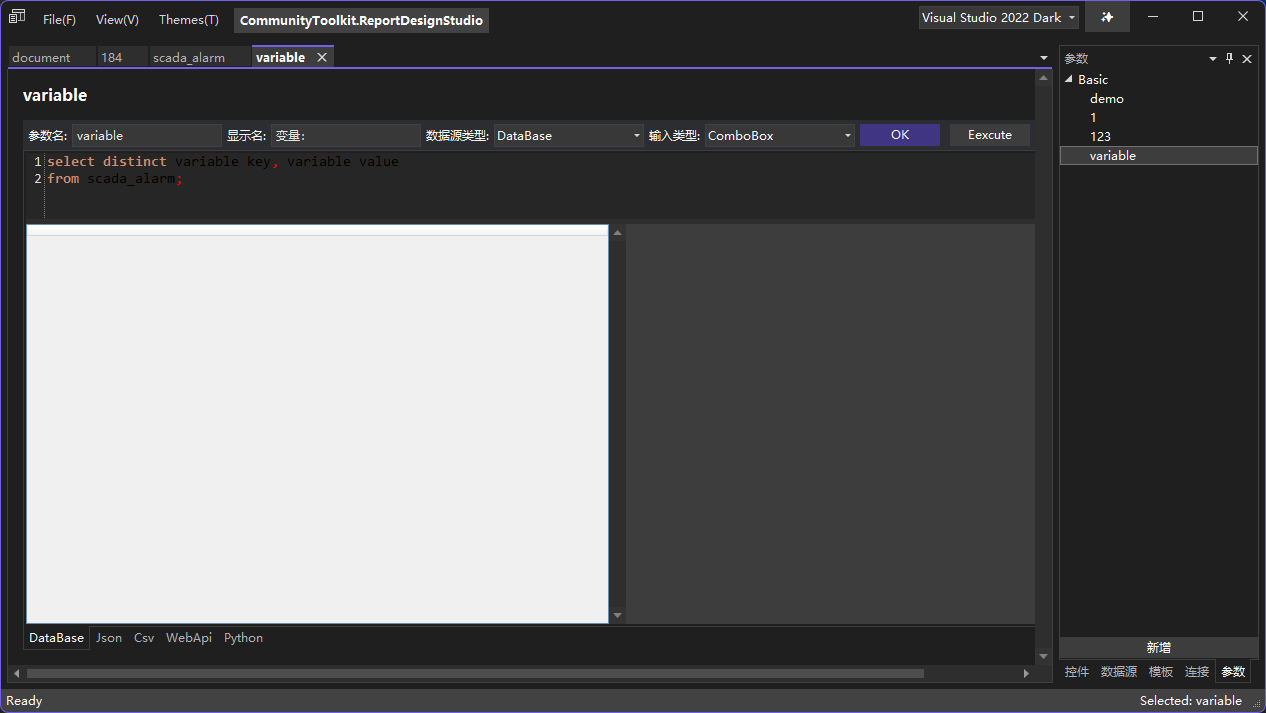 File(F) View(V) Themes(T) CommunityToolkit.ReportDesignStudio Visual Studio 2022 Dark
document 184 scada_alarm variable
参数
variable
参数名: variable 显示名: 变量: 数据源类型: DataBase 输入类型: ComboBox OK Eexcute
1 select distinct variable key, variable value
2 from scada_alarm;
DataBase Json Csv WebApi Python
Basic
demo
1
123
variable
新增
控件 数据源 模板 连接 参数
Ready Selected: variable